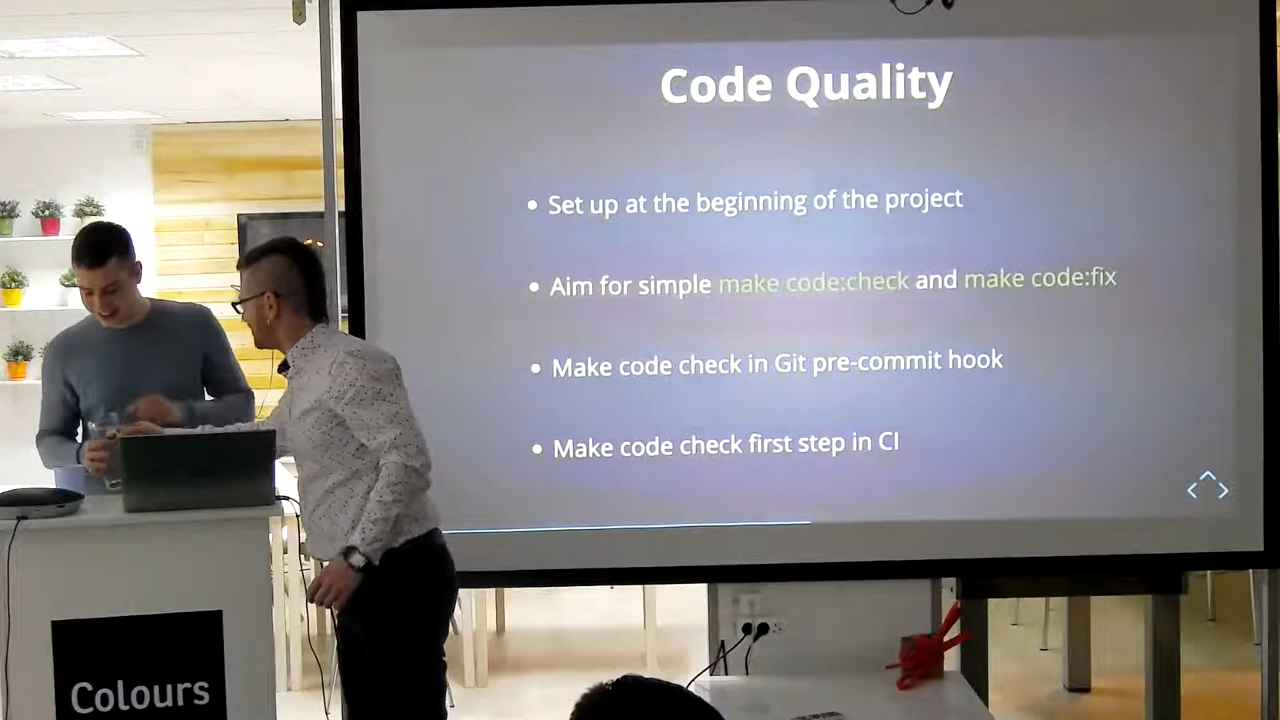 Code Quality
• Set up at the beginning of the project
• Aim for simple make code:check and make code:fix
• Make code check in Git pre-commit hook
• Make code check first step in CI
Colours